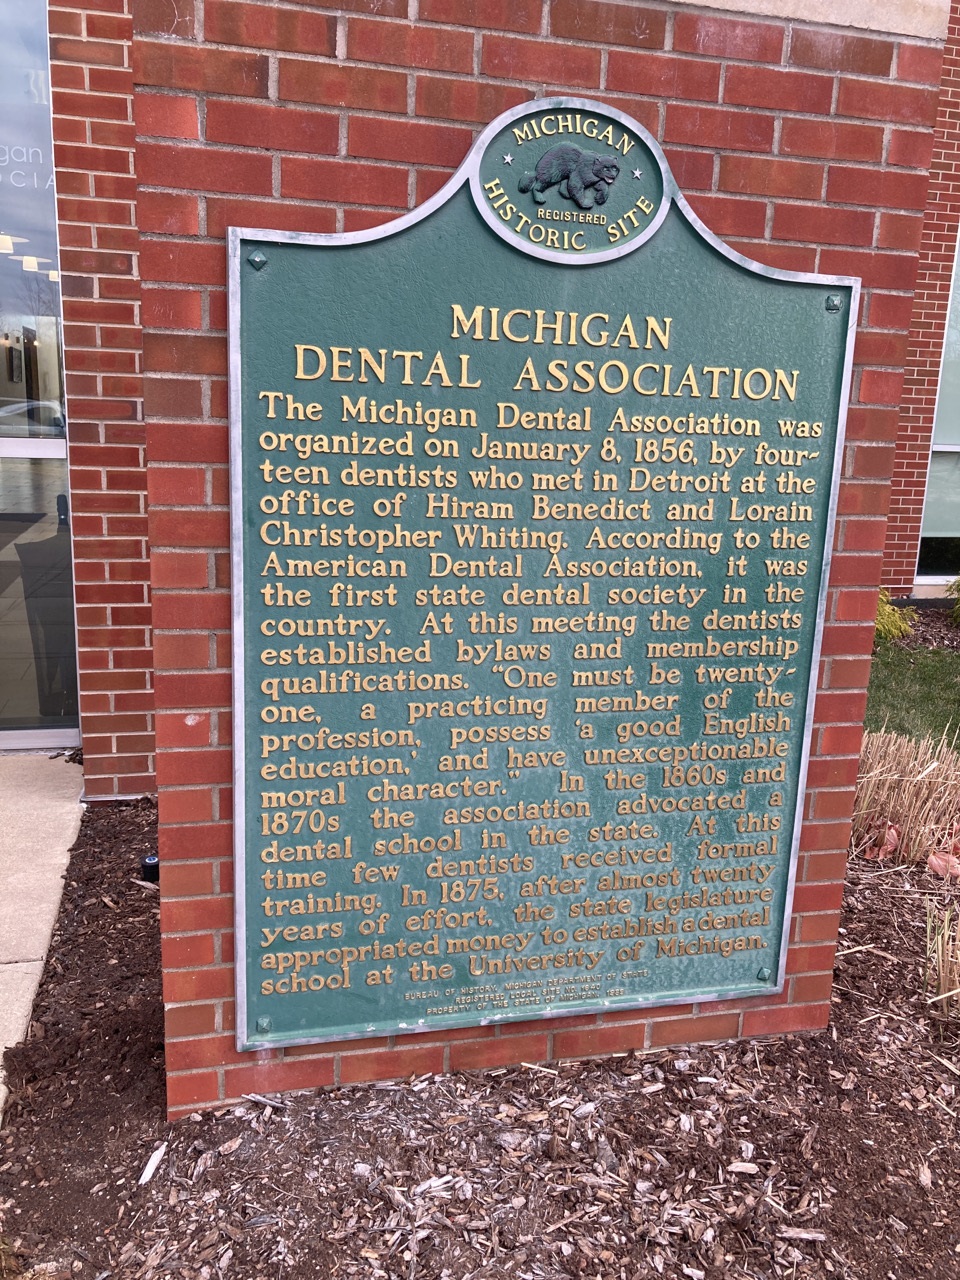 MICHIGAN
REGISTERED
HISTORIC SITE
MICHIGAN
DENTAL ASSOCIATION
The Michigan Dental Association was
organized on January 8, 1856, by four-
teen dentists who met in Detroit at the
office of Hiram Benedict and Lorain
Christopher Whiting. According to the
American Dental Association, it was
the first state dental society in the
country. At this meeting the dentists
established bylaws and membership
qualifications. "One must be twenty-
one, a practicing member of the
profession, possess 'a good English
education,' and have unexceptionable
moral character." In the 1860s and
1870s the association advocated a
dental school in the state. At this
time few dentists received formal
training. In 1875, after almost twenty
years of effort, the state legislature
appropriated money to establish a dental
school at the University of Michigan.
BUREAU OF HISTORY, MICHIGAN DEPARTMENT OF STATE
REGISTERED LOCAL SITE NO.
PROPERTY OF THE STATE OF MICHIGAN,